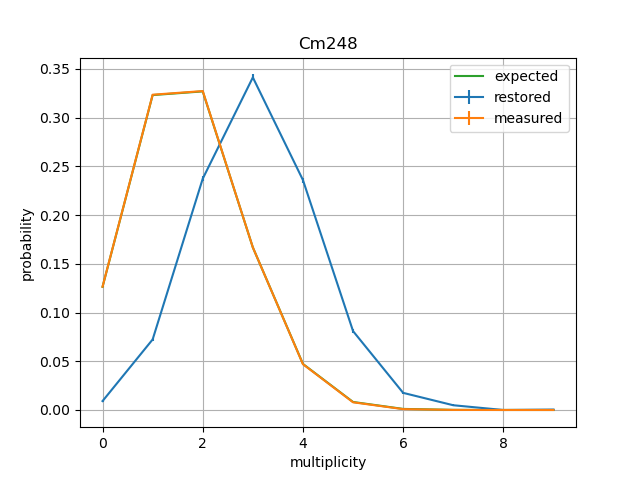 Cm248
expected
restored
measured
probability
0.35
0.30
0.25
0.20
0.15
0.10
0.05
0.00
0 2 4 6 8
multiplicity